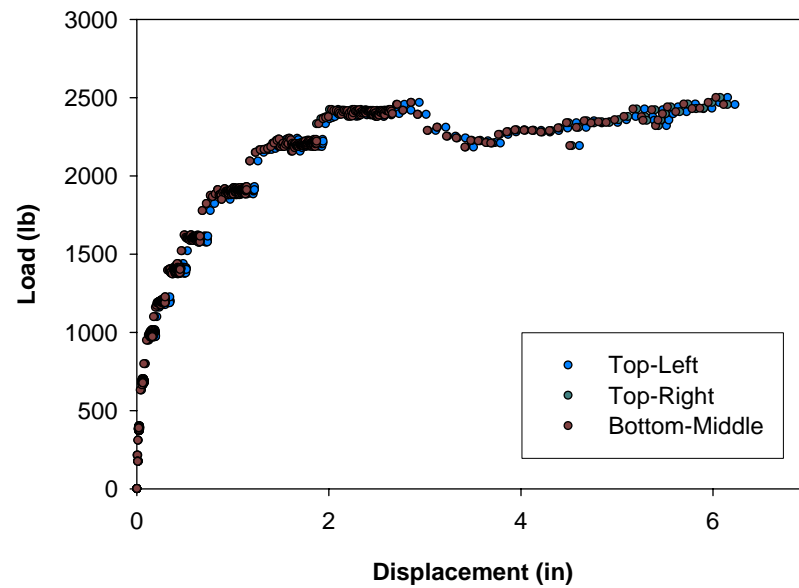 3000
2500
2000
1500
1000
500
0
Load (lb)
0 2 4 6
Displacement (in)
Top-Left
Top-Right
Bottom-Middle